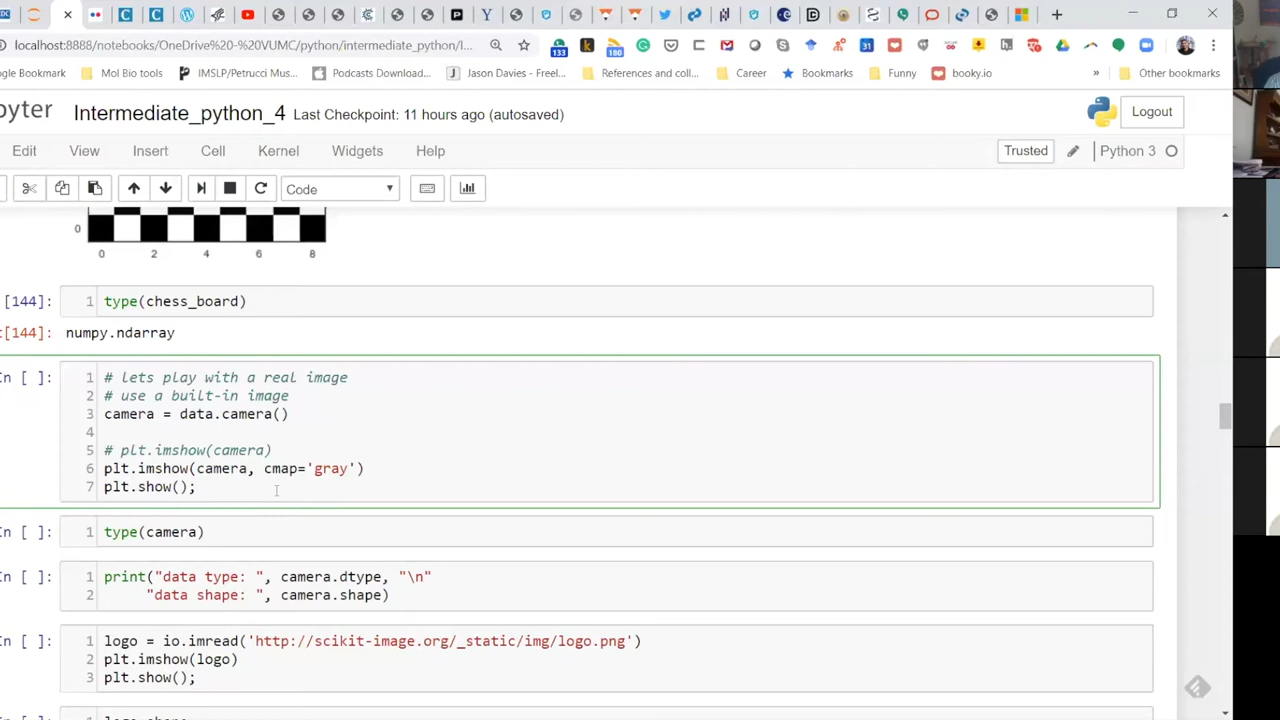 localhost:8888/notebooks/OneDrive%20-%20VUMC/python/intermediate_python/I...
133
180
31
Google Bookmark
Mol Bio tools
IMSLP/Petrucci Mus...
Podcasts Download...
Jason Davies - Freel...
References and coll...
Career
Bookmarks
Funny
booky.io
»
Other bookmarks
pyter
Intermediate_python_4
Last Checkpoint: 11 hours ago (autosaved)
Logout
Edit
View
Insert
Cell
Kernel
Widgets
Help
Trusted
Python 3
Code
0
0 2 4 6 8
[144]:
1 type(chess_board)
t[144]:
numpy.ndarray
In [ ]:
1 # lets play with a real image
2 # use a built-in image
3 camera = data.camera()
4
5 # plt.imshow(camera)
6 plt.imshow(camera, cmap='gray')
7 plt.show();
In [ ]:
1 type(camera)
In [ ]:
1 print("data type: ", camera.dtype, "\n"
2 "data shape: ", camera.shape)
In [ ]:
1 logo = io.imread('http://scikit-image.org/_static/img/logo.png')
2 plt.imshow(logo)
3 plt.show();